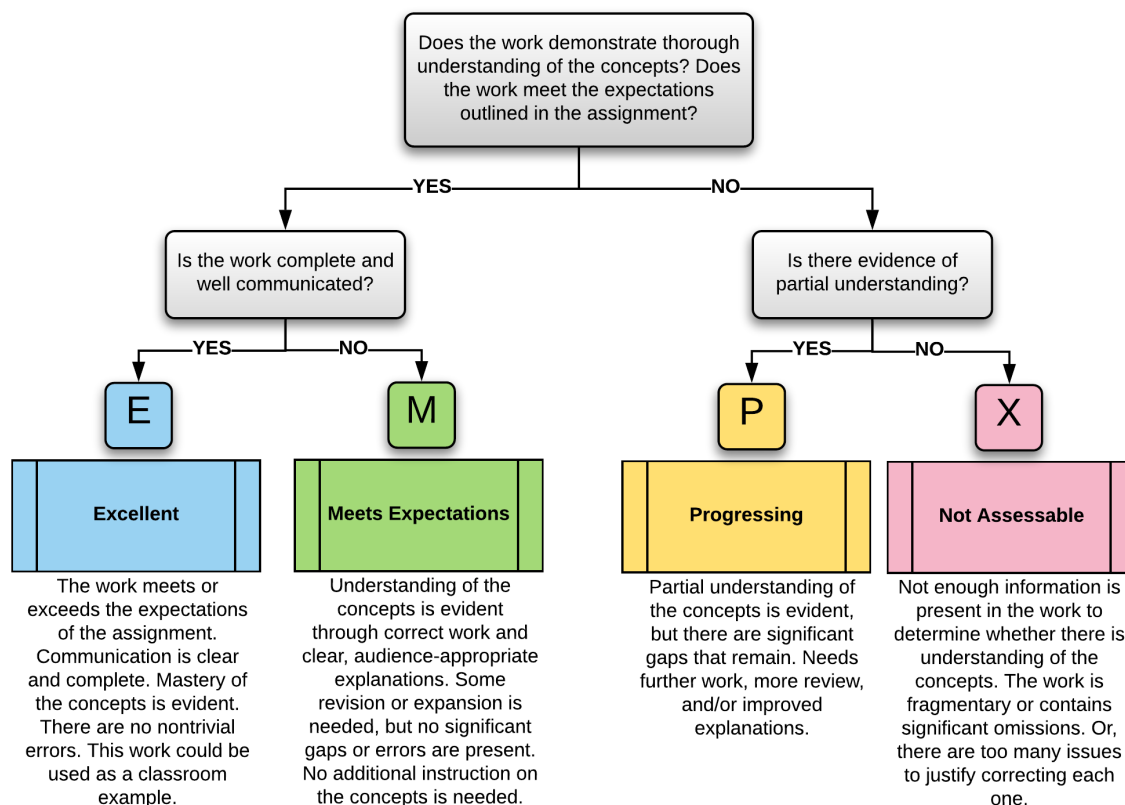 Does the work demonstrate thorough
understanding of the concepts? Does
the work meet the expectations
outlined in the assignment?
YES
NO
Is the work complete and
well communicated?
Is there evidence of
partial understanding?
YES
NO
YES
NO
E
M
P
X
Excellent
Meets Expectations
Progressing
Not Assessable
The work meets or
exceeds the expectations
of the assignment.
Communication is clear
and complete. Mastery of
the concepts is evident.
There are no nontrivial
errors. This work could be
used as a classroom
example.
Understanding of the
concepts is evident
through correct work and
clear, audience-appropriate
explanations. Some
revision or expansion is
needed, but no significant
gaps or errors are present.
No additional instruction on
the concepts is needed.
Partial understanding of
the concepts is evident,
but there are significant
gaps that remain. Needs
further work, more review,
and/or improved
explanations.
Not enough information is
present in the work to
determine whether there is
understanding of the
concepts. The work is
fragmentary or contains
significant omissions. Or,
there are too many issues
to justify correcting each
one.